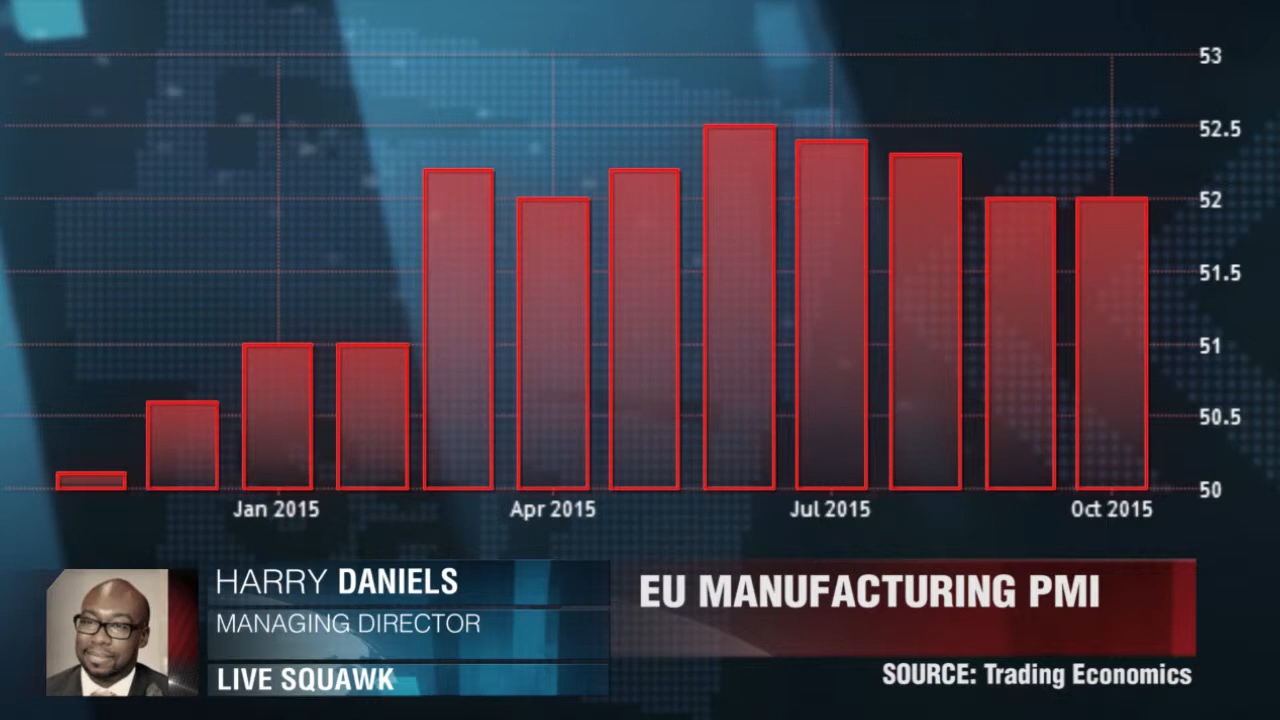 53
52.5
52
51.5
51
50.5
50
Jan 2015 Apr 2015 Jul 2015 Oct 2015
HARRY DANIELS
MANAGING DIRECTOR
LIVE SQUAWK
EU MANUFACTURING PMI
SOURCE: Trading Economics